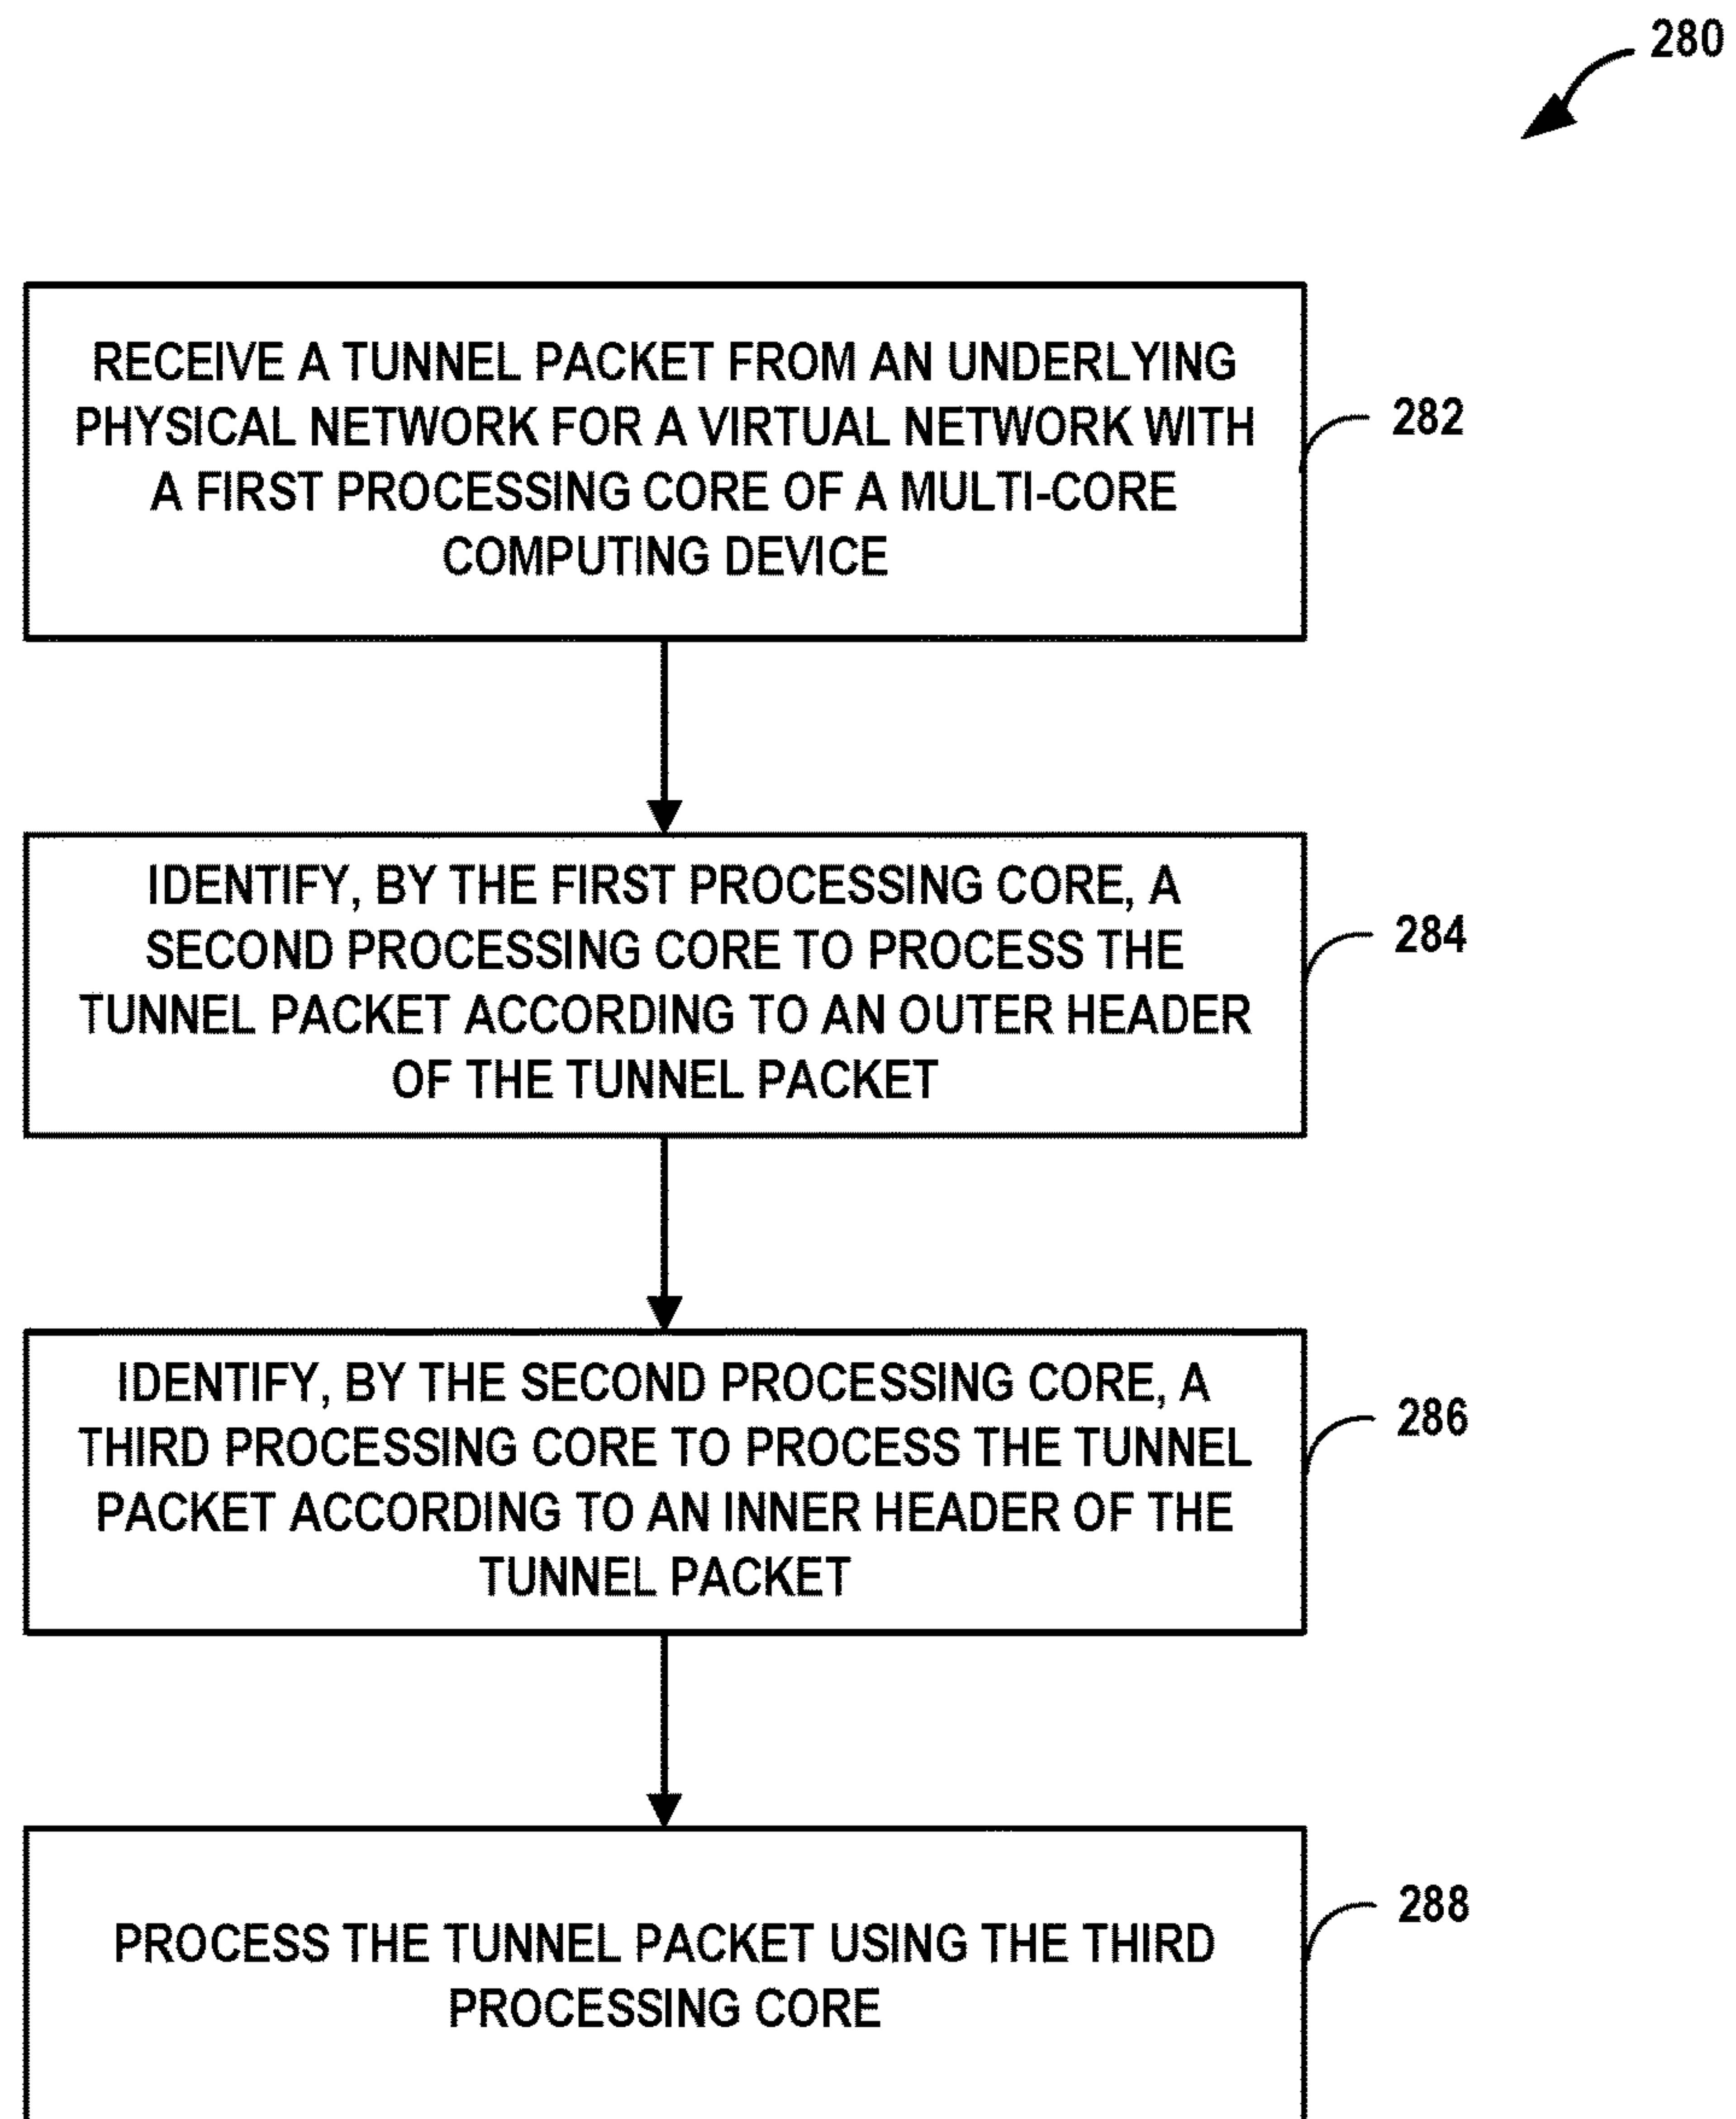 280
RECEIVE A TUNNEL PACKET FROM AN UNDERLYING
PHYSICAL NETWORK FOR A VIRTUAL NETWORK WITH
A FIRST PROCESSING CORE OF A MULTI-CORE
COMPUTING DEVICE
282
IDENTIFY, BY THE FIRST PROCESSING CORE, A
SECOND PROCESSING CORE TO PROCESS THE
TUNNEL PACKET ACCORDING TO AN OUTER HEADER
OF THE TUNNEL PACKET
284
IDENTIFY, BY THE SECOND PROCESSING CORE, A
THIRD PROCESSING CORE TO PROCESS THE TUNNEL
PACKET ACCORDING TO AN INNER HEADER OF THE
TUNNEL PACKET
286
PROCESS THE TUNNEL PACKET USING THE THIRD
PROCESSING CORE
288